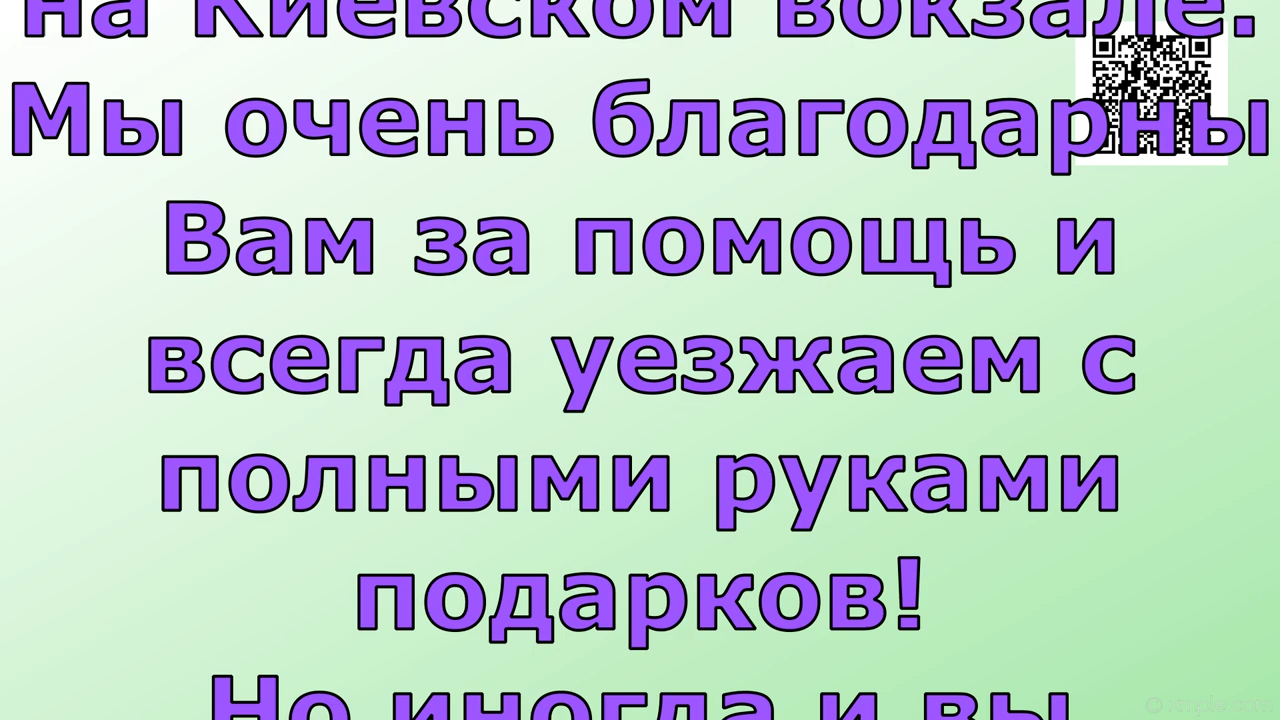 на Киевском вокзале.
Мы очень благодарны
Вам за помощь и
всегда уезжаем с
полными руками
подарков!
Но иногда и вы